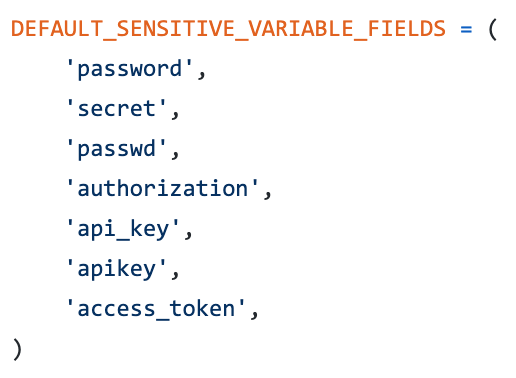 DEFAULT_SENSITIVE_VARIABLE_FIELDS = (
    'password',
    'secret',
    'passwd',
    'authorization',
    'api_key',
    'apikey',
    'access_token',
)